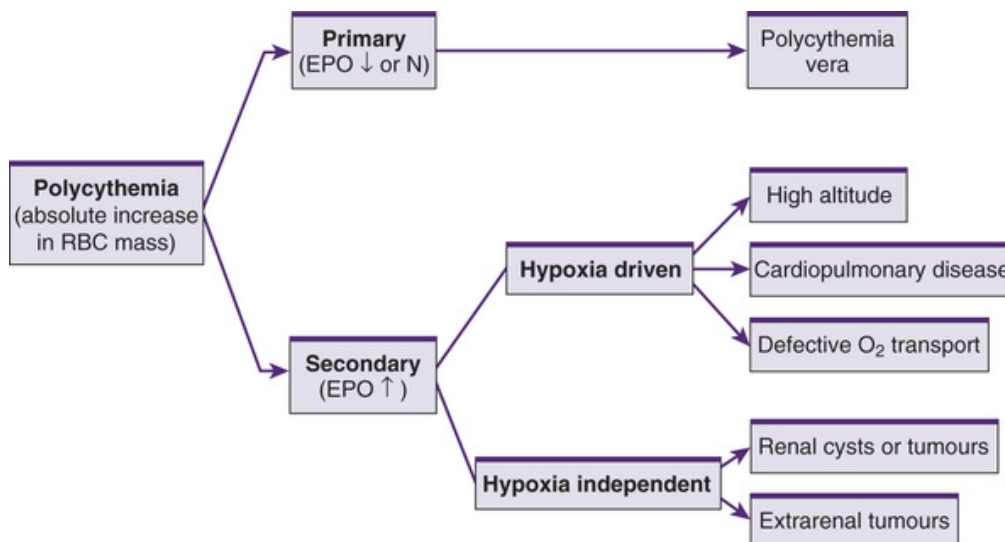 Primary
(EPO ↓ or N)
Polycythemia
vera
Polycythemia
(absolute increase
in RBC mass)
High altitude
Hypoxia driven
Cardiopulmonary disease
Defective O₂ transport
Secondary
(EPO ↑)
Renal cysts or tumours
Hypoxia independent
Extrarenal tumours